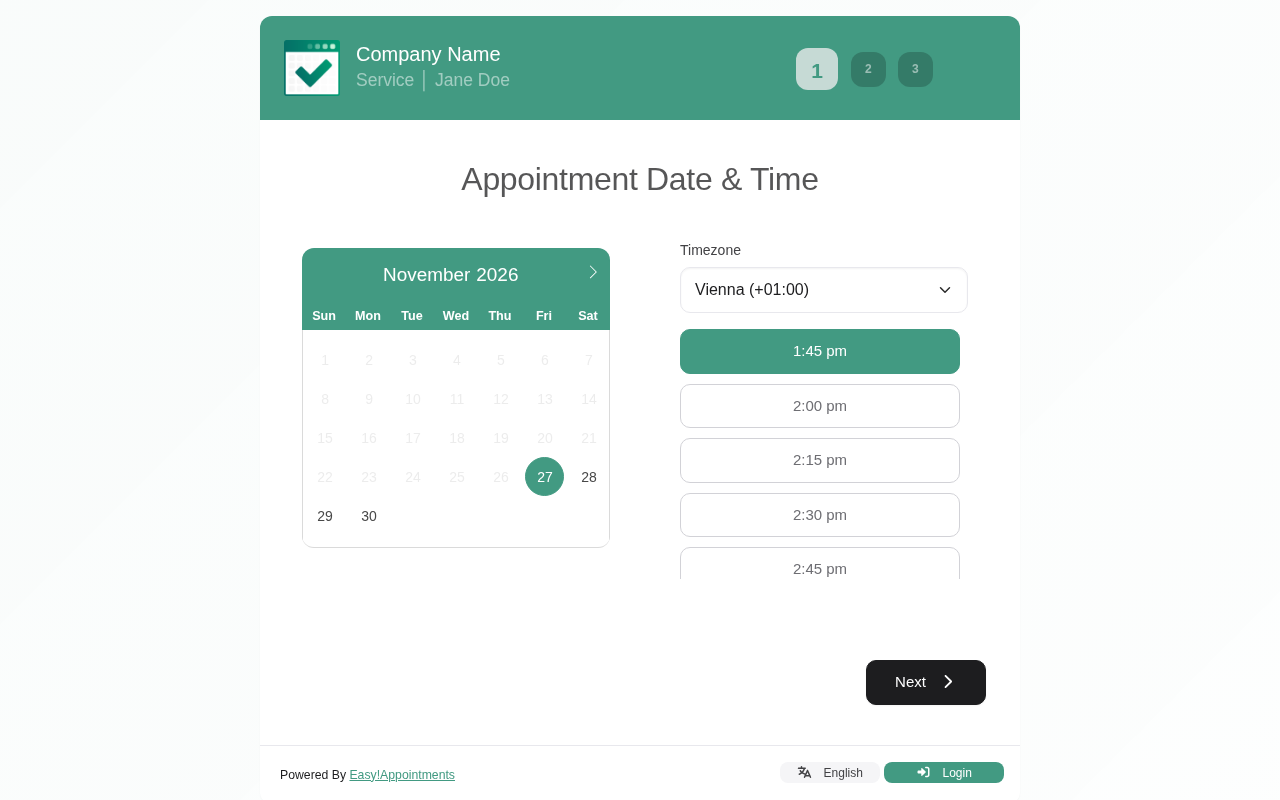 Company Name
Service │ Jane Doe
1
2
3
Appointment Date & Time
November 2026
Sun Mon Tue Wed Thu Fri Sat
1 2 3 4 5 6 7
8 9 10 11 12 13 14
15 16 17 18 19 20 21
22 23 24 25 26 27 28
29 30
Timezone
Vienna (+01:00)
1:45 pm
2:00 pm
2:15 pm
2:30 pm
2:45 pm
Next
Powered By Easy!Appointments
English
Login